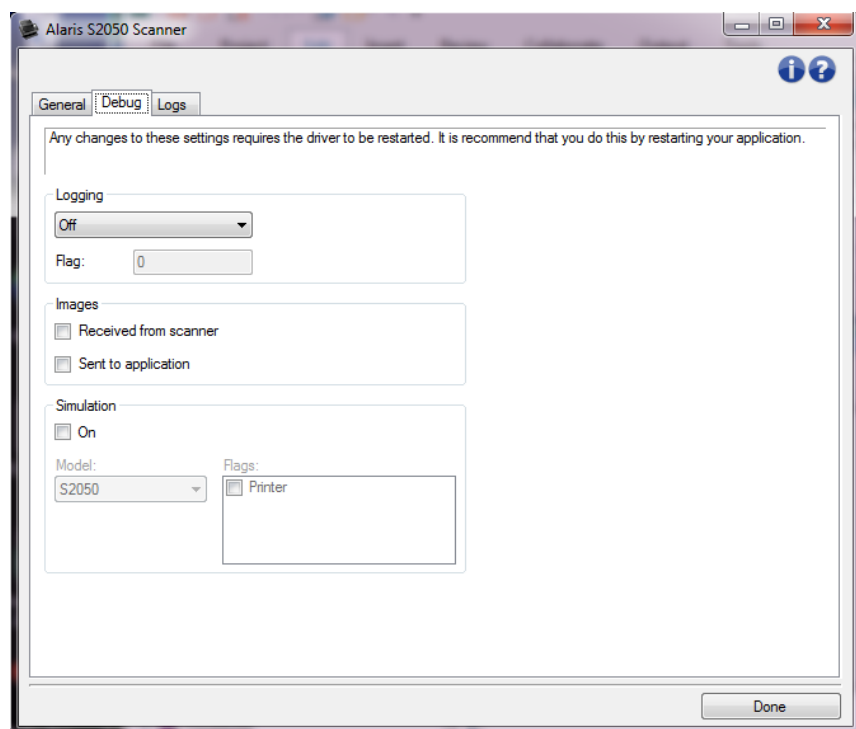 Alaris S2050 Scanner
General Debug Logs
Any changes to these settings requires the driver to be restarted. It is recommend that you do this by restarting your application.
Logging
Off
Flag: 0
Images
Received from scanner
Sent to application
Simulation
On
Model: Flags:
S2050 Printer
Done